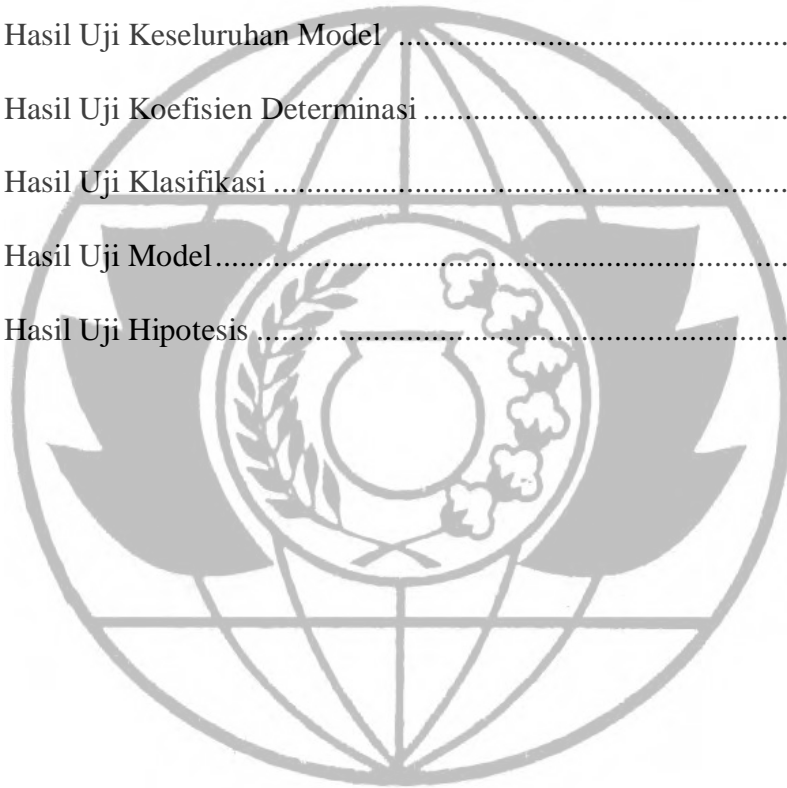 Hasil Uji Keseluruhan Model ..............................................
Hasil Uji Koefisien Determinasi ............................................
Hasil Uji Klasifikasi ..............................................................
Hasil Uji Model.....................................................................
Hasil Uji Hipotesis ................................................................